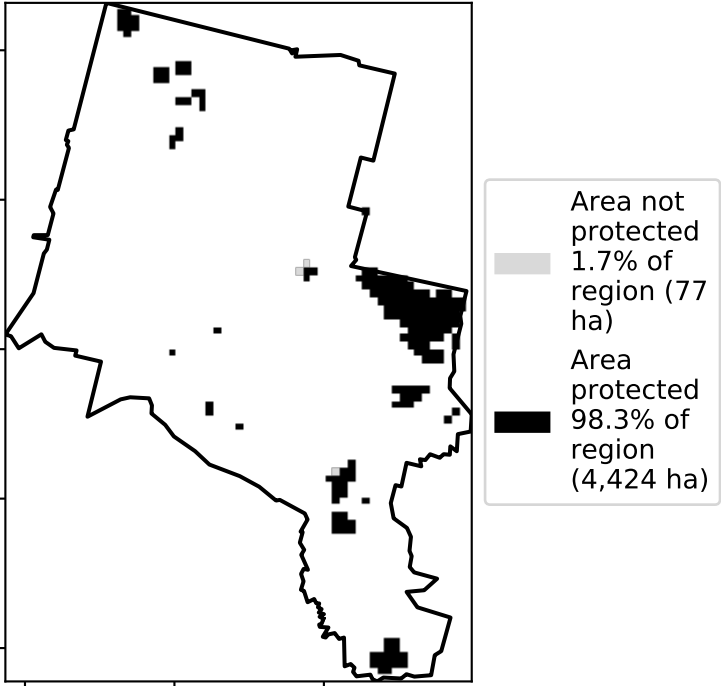 Area not
protected
1.7% of
region (77
ha)
Area
protected
98.3% of
region
(4,424 ha)